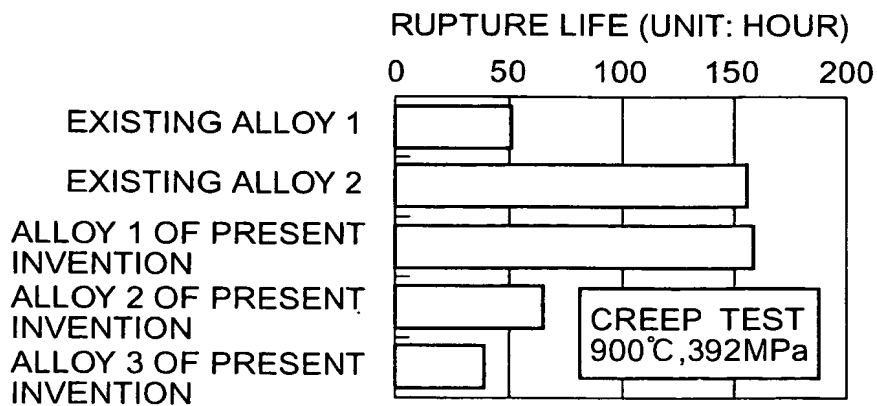 RUPTURE LIFE (UNIT: HOUR)
0 50 100 150 200
EXISTING ALLOY 1
EXISTING ALLOY 2
ALLOY 1 OF PRESENT
INVENTION
ALLOY 2 OF PRESENT
INVENTION
ALLOY 3 OF PRESENT
INVENTION
CREEP TEST
900℃,392MPa